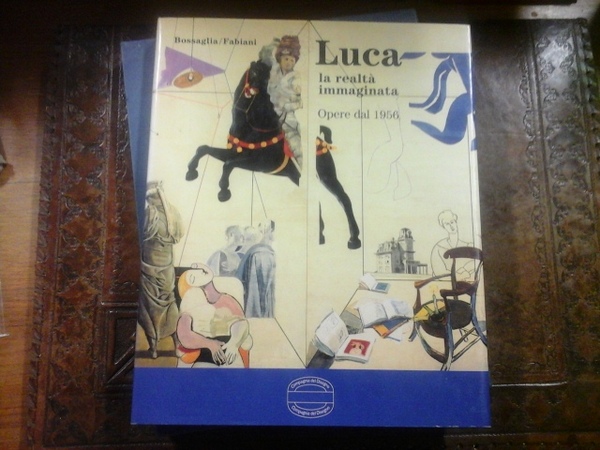 Bossaglia/Fabiani
Luca
la realtà
immaginata
Opere dal 1956
Compagnia del Disegno
Compagnia del Disegno